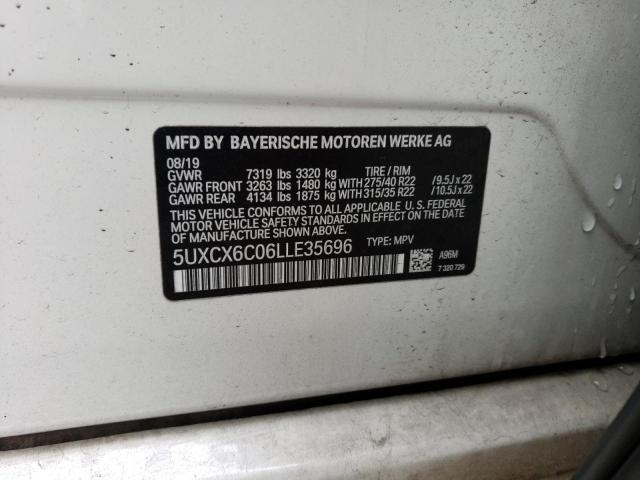 MFD BY BAYERISCHE MOTOREN WERKE AG
08/19
GVWR 7319 lbs 3320 kg TIRE / RIM
GAWR FRONT 3263 lbs 1480 kg WITH 275/40 R22 /9.5J x 22
GAWR REAR 4134 lbs 1875 kg WITH 315/35 R22 /10.5J x 22
THIS VEHICLE CONFORMS TO ALL APPLICABLE U. S. FEDERAL
MOTOR VEHICLE SAFETY STANDARDS IN EFFECT ON THE
DATE OF MANUFACTURE SHOWN ABOVE.
5UXCX6C06LLE35696 TYPE: MPV
A96M
7 320 729